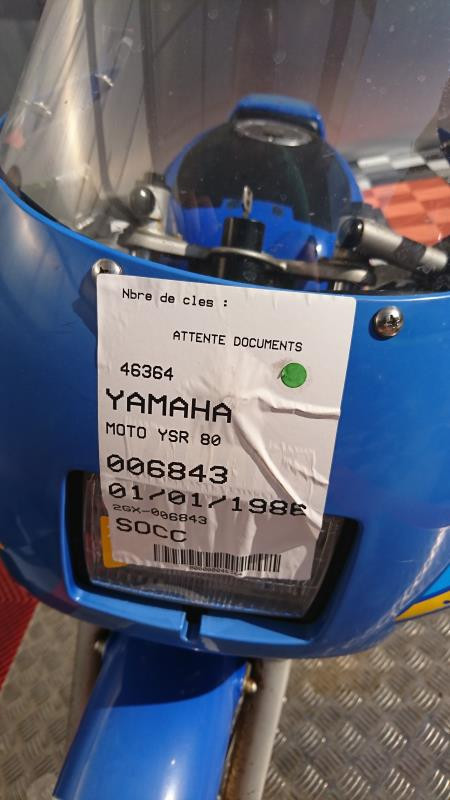 Nbre de cles :
ATTENTE DOCUMENTS
46364
YAMAHA
MOTO YSR 80
006843
01/01/1986
2GX-006843
SOCC